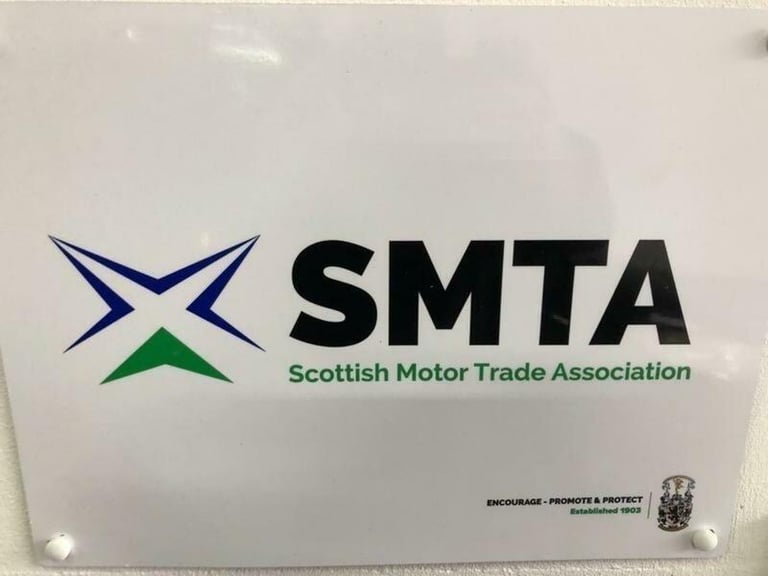 SMTA
Scottish Motor Trade Association
ENCOURAGE - PROMOTE & PROTECT
Established 1903